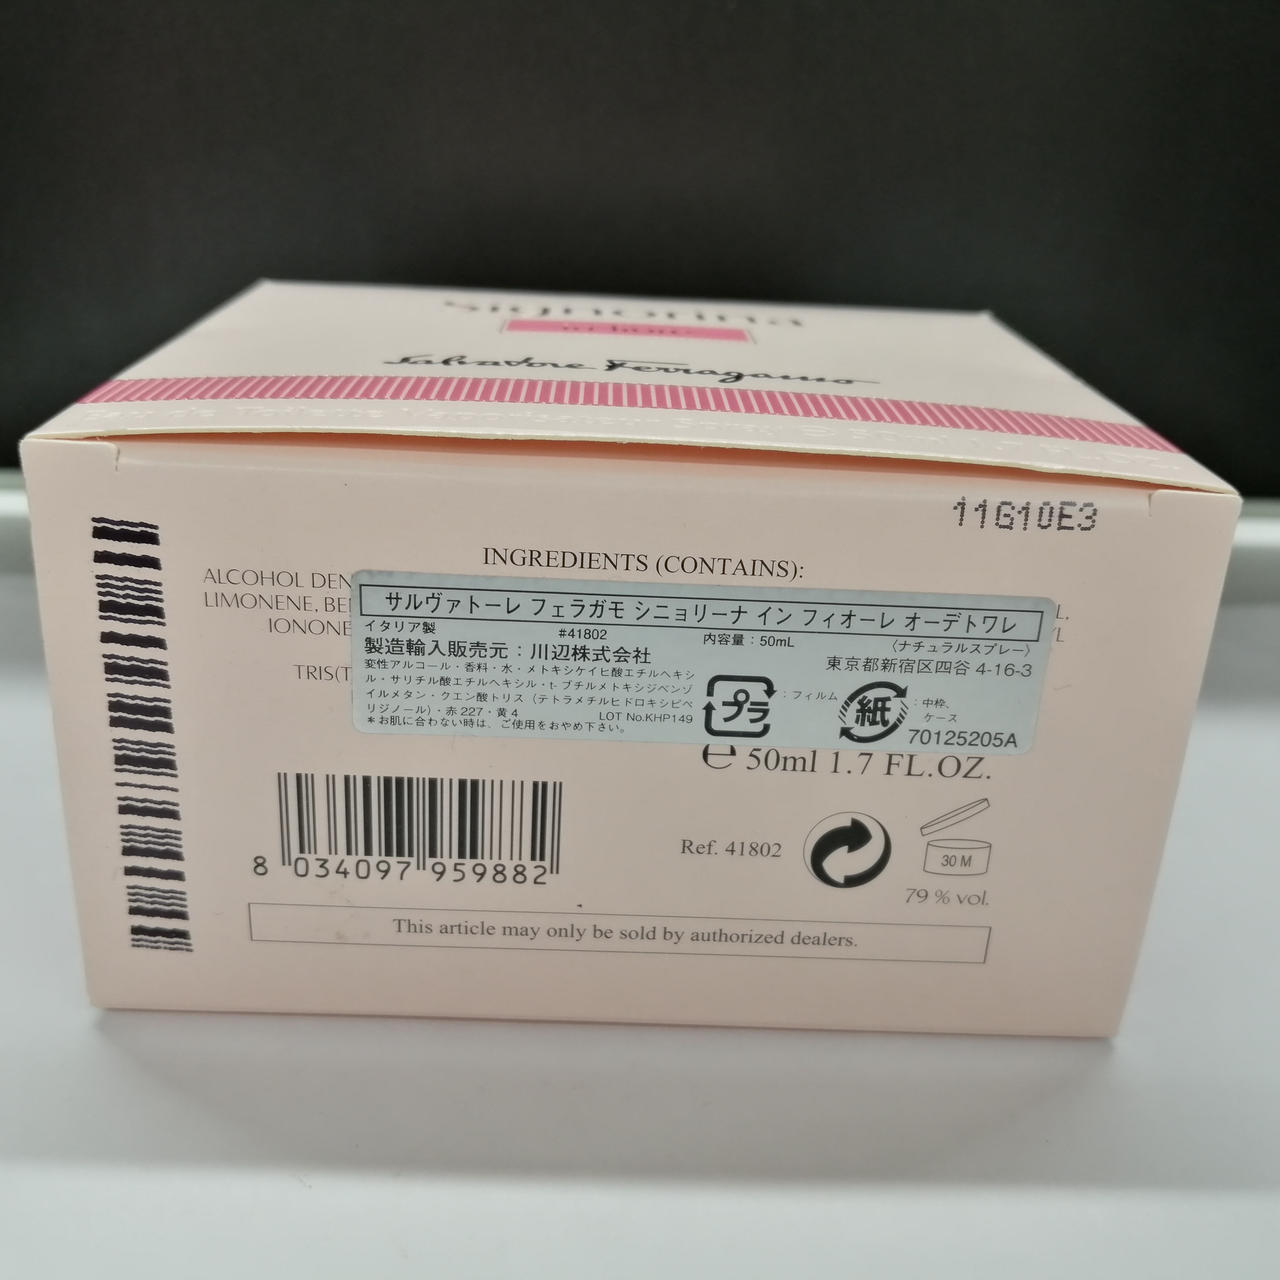 Signorina
Salvatore Ferragamo
Eau de Toilette Vaporisateur Spray
11G10E3
INGREDIENTS (CONTAINS):
ALCOHOL DEN
LIMONENE, BE
IONONE
TRIS(T
サルヴァトーレ フェラガモ シニョリーナ イン フィオーレ オーデトワレ
イタリア製 #41802 内容量：50mL 〈ナチュラルスプレー〉
製造輸入販売元：川辺株式会社 東京都新宿区四谷 4-16-3
変性アルコール・香料・水・メトキシケイヒ酸エチルヘキシ
ル・サリチル酸エチルヘキシル・t-ブチルメトキシジベンゾ
イルメタン・クエン酸トリス（テトラメチルヒドロキシピペ
リジノール）・赤 227・黄 4 LOT No.KHP149
＊お肌に合わない時は、ご使用をおやめ下さい。
プラ ：フィルム 紙 ：中枠、
ケース
70125205A
e 50ml 1.7 FL.OZ.
8 034097 959882
Ref. 41802
30 M
79 % vol.
This article may only be sold by authorized dealers.